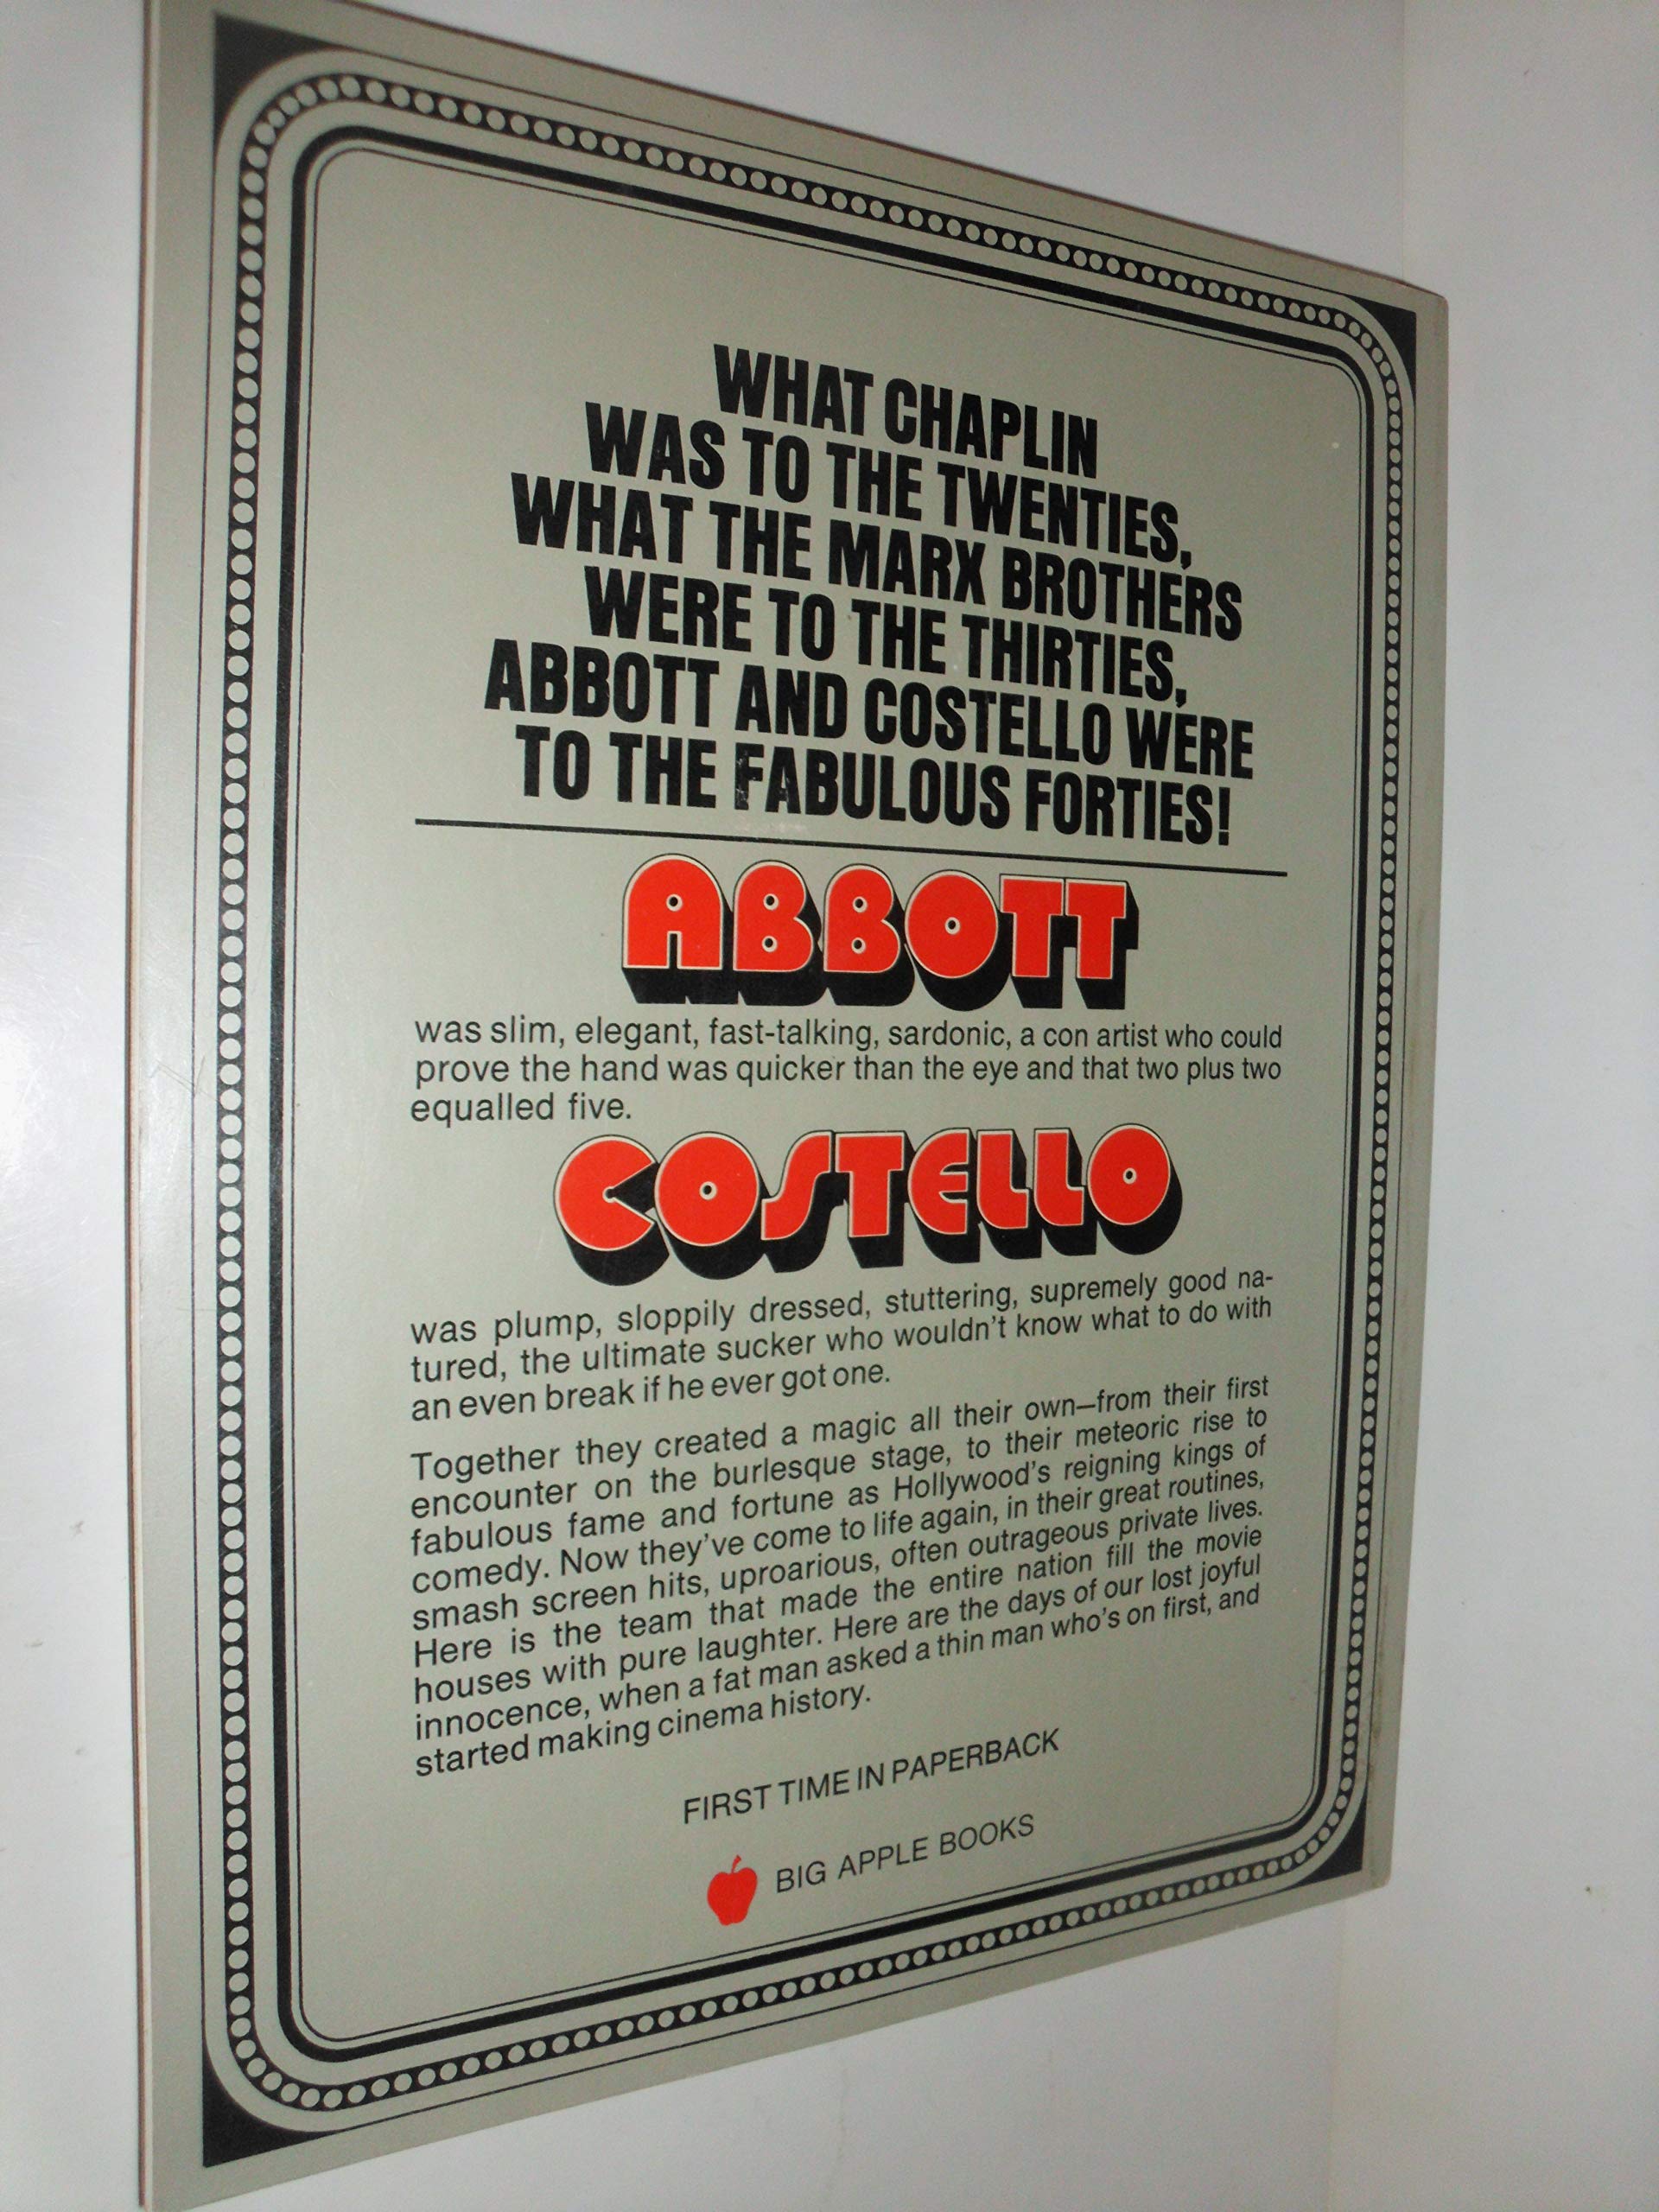 WHAT CHAPLIN
WAS TO THE TWENTIES,
WHAT THE MARX BROTHERS
WERE TO THE THIRTIES,
ABBOTT AND COSTELLO WERE
TO THE FABULOUS FORTIES!
ABBOTT
was slim, elegant, fast-talking, sardonic, a con artist who could
prove the hand was quicker than the eye and that two plus two
equalled five.
COSTELLO
was plump, sloppily dressed, stuttering, supremely good na-
tured, the ultimate sucker who wouldn't know what to do with
an even break if he ever got one.
Together they created a magic all their own—from their first
encounter on the burlesque stage, to their meteoric rise to
fabulous fame and fortune as Hollywood's reigning kings of
comedy. Now they've come to life again, in their great routines,
smash screen hits, uproarious, often outrageous private lives.
Here is the team that made the entire nation fill the movie
houses with pure laughter. Here are the days of our lost joyful
innocence, when a fat man asked a thin man who's on first, and
started making cinema history.
FIRST TIME IN PAPERBACK
BIG APPLE BOOKS